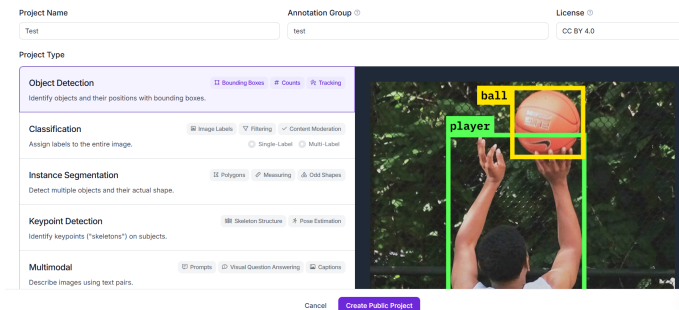 Project Name
Annotation Group
License
Test
test
CC BY 4.0
Project Type
Object Detection
Bounding Boxes
# Counts
Tracking
Identify objects and their positions with bounding boxes.
Classification
Image Labels
Filtering
Content Moderation
Assign labels to the entire image.
Single-Label
Multi-Label
Instance Segmentation
Polygons
Measuring
Odd Shapes
Detect multiple objects and their actual shape.
Keypoint Detection
Skeleton Structure
Pose Estimation
Identify keypoints ("skeletons") on subjects.
Multimodal
Prompts
Visual Question Answering
Captions
Describe images using text pairs.
ball
player
Cancel
Create Public Project